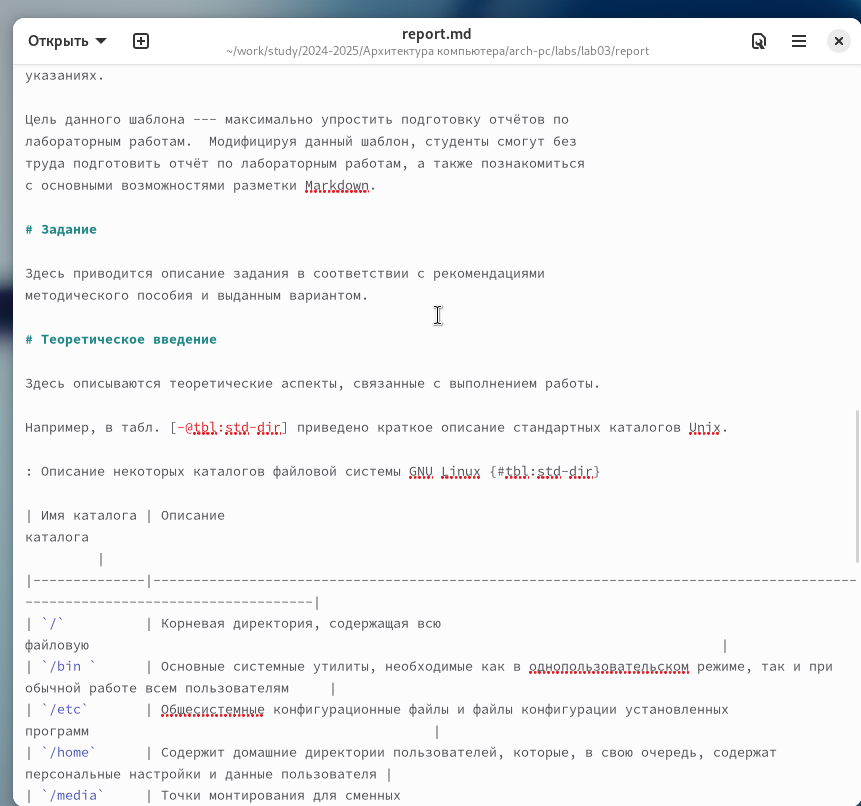 Открыть
report.md
~/work/study/2024-2025/Архитектура компьютера/arch-pc/labs/lab03/report
указаниях.
Цель данного шаблона --- максимально упростить подготовку отчётов по
лабораторным работам.  Модифицируя данный шаблон, студенты смогут без
труда подготовить отчёт по лабораторным работам, а также познакомиться
с основными возможностями разметки Markdown.
# Задание
Здесь приводится описание задания в соответствии с рекомендациями
методического пособия и выданным вариантом.
# Теоретическое введение
Здесь описываются теоретические аспекты, связанные с выполнением работы.
Например, в табл. [-@tbl:std-dir] приведено краткое описание стандартных каталогов Unix.
: Описание некоторых каталогов файловой системы GNU Linux {#tbl:std-dir}
| Имя каталога | Описание
каталога
|
|--------------|----------------------------------------------------------------------------------------
------------------------------------|
| `/`          | Корневая директория, содержащая всю
файловую                                                                               |
| `/bin `      | Основные системные утилиты, необходимые как в однопользовательском режиме, так и при
обычной работе всем пользователям     |
| `/etc`       | Общесистемные конфигурационные файлы и файлы конфигурации установленных
программ                                           |
| `/home`      | Содержит домашние директории пользователей, которые, в свою очередь, содержат
персональные настройки и данные пользователя |
| `/media`     | Точки монтирования для сменных